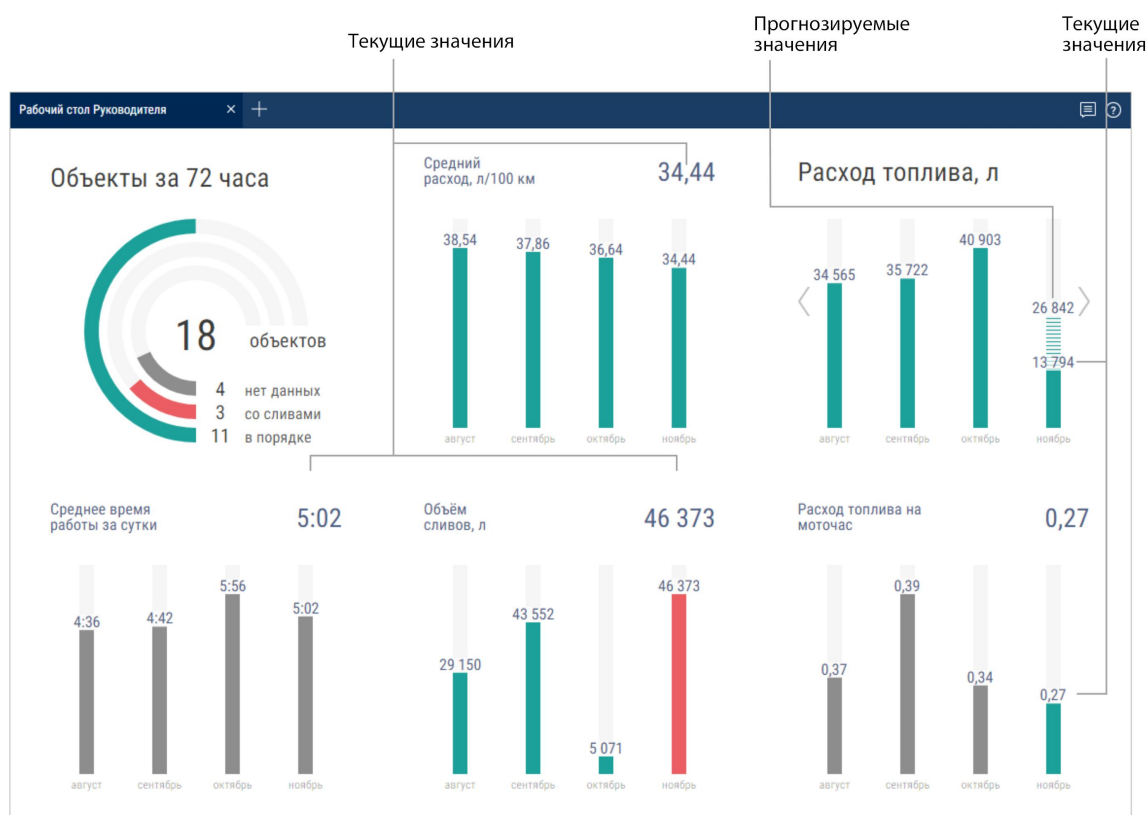 Текущие значения
Прогнозируемые
значения
Текущие
значения
Рабочий стол Руководителя
Объекты за 72 часа
18 объектов
4 нет данных
3 со сливами
11 в порядке
Средний
расход, л/100 км
34,44
38,54
37,86
36,64
34,44
август
сентябрь
октябрь
ноябрь
Расход топлива, л
34 565
35 722
40 903
26 842
13 794
август
сентябрь
октябрь
ноябрь
Среднее время
работы за сутки
5:02
4:36
4:42
5:56
5:02
август
сентябрь
октябрь
ноябрь
Объём
сливов, л
46 373
29 150
43 552
5 071
46 373
август
сентябрь
октябрь
ноябрь
Расход топлива на
моточас
0,27
0,37
0,39
0,34
0,27
август
сентябрь
октябрь
ноябрь